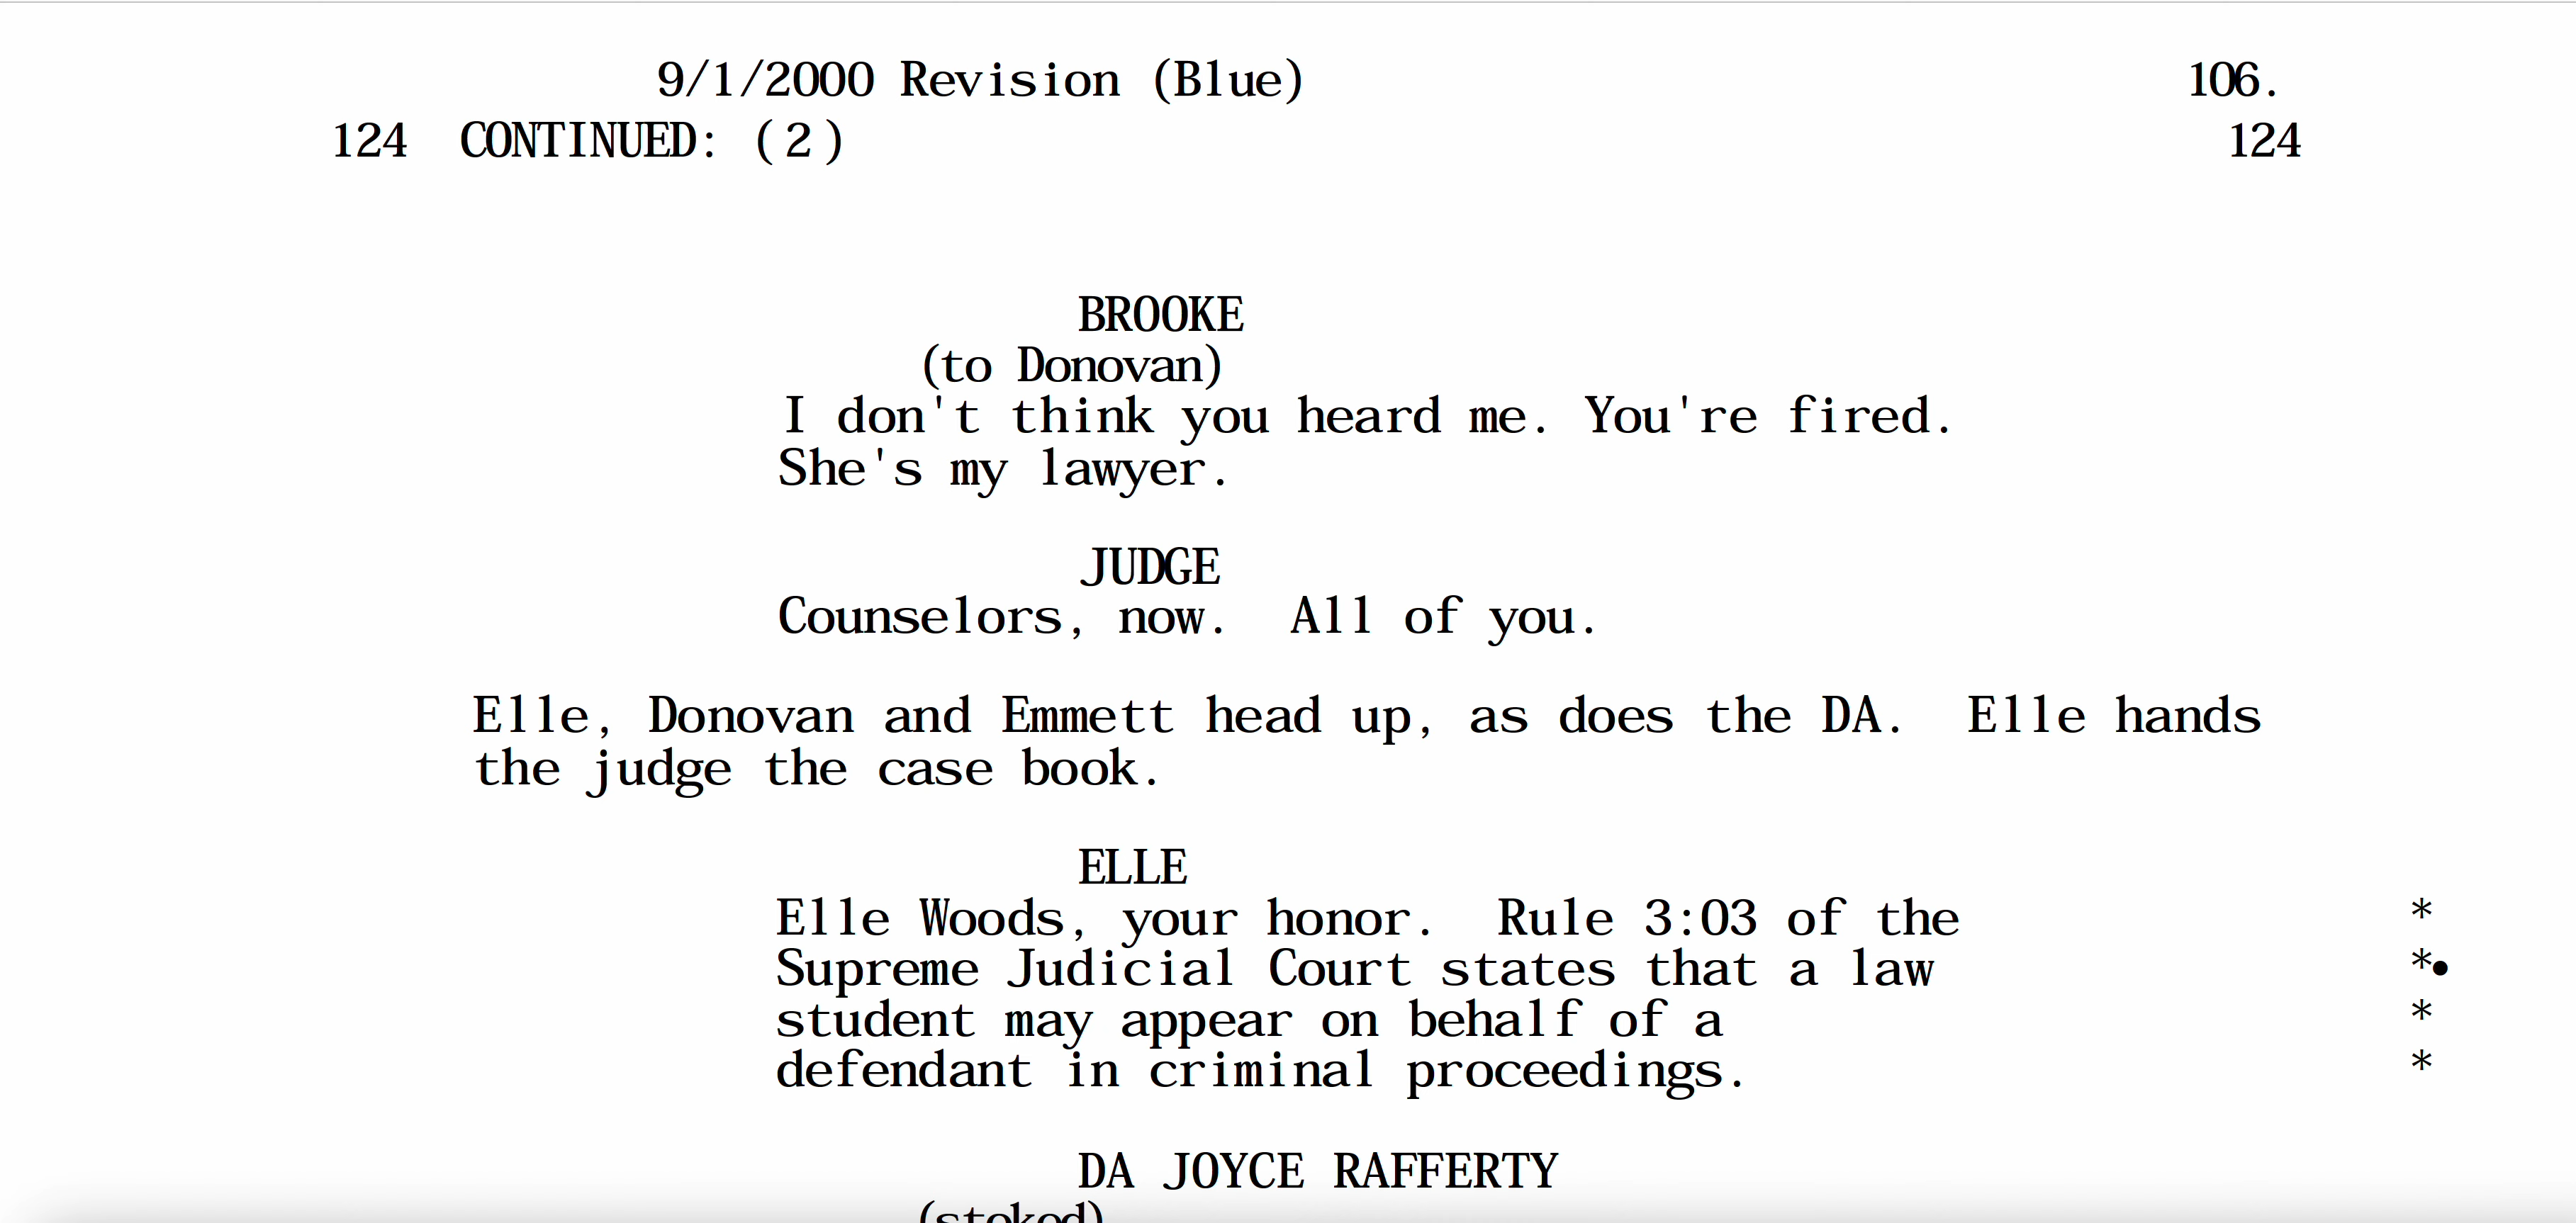 9/1/2000 Revision (Blue) 106.
124 CONTINUED: (2) 124
BROOKE
(to Donovan)
I don't think you heard me. You're fired.
She's my lawyer.
JUDGE
Counselors, now. All of you.
Elle, Donovan and Emmett head up, as does the DA. Elle hands
the judge the case book.
ELLE
Elle Woods, your honor. Rule 3:03 of the *
Supreme Judicial Court states that a law *•
student may appear on behalf of a *
defendant in criminal proceedings. *
DA JOYCE RAFFERTY
(stoked)